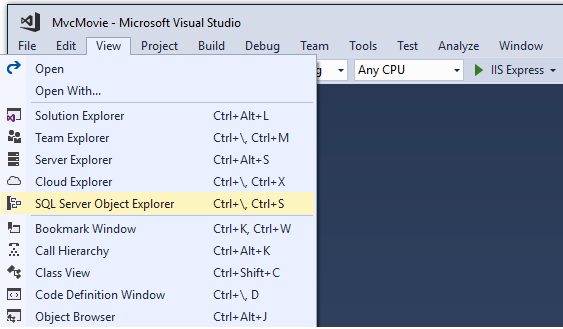 MvcMovie - Microsoft Visual Studio
File Edit View Project Build Debug Team Tools Test Analyze Window
Any CPU IIS Express
Open
Open With...
Solution Explorer Ctrl+Alt+L
Team Explorer Ctrl+\, Ctrl+M
Server Explorer Ctrl+Alt+S
Cloud Explorer Ctrl+\, Ctrl+X
SQL Server Object Explorer Ctrl+\, Ctrl+S
Bookmark Window Ctrl+K, Ctrl+W
Call Hierarchy Ctrl+Alt+K
Class View Ctrl+Shift+C
Code Definition Window Ctrl+\, D
Object Browser Ctrl+Alt+J